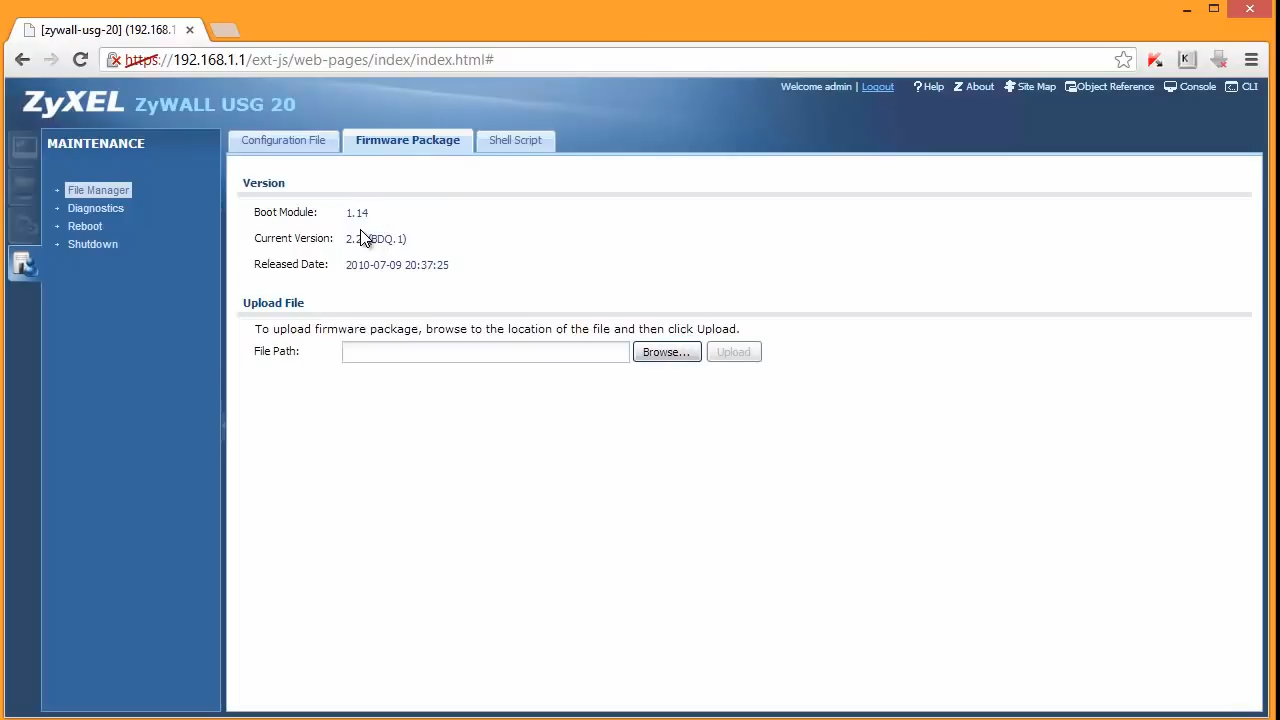 [zywall-usg-20] (192.168.1
https://192.168.1.1/ext-js/web-pages/index/index.html#
ZyXEL ZyWALL USG 20
Welcome admin | Logout ? Help Z About Site Map Object Reference Console CLI
MAINTENANCE
File Manager
Diagnostics
Reboot
Shutdown
Configuration File Firmware Package Shell Script
Version
Boot Module: 1.14
Current Version:
Released Date: 2010-07-09 20:37:25
Upload File
To upload firmware package, browse to the location of the file and then click Upload.
File Path: Browse... Upload